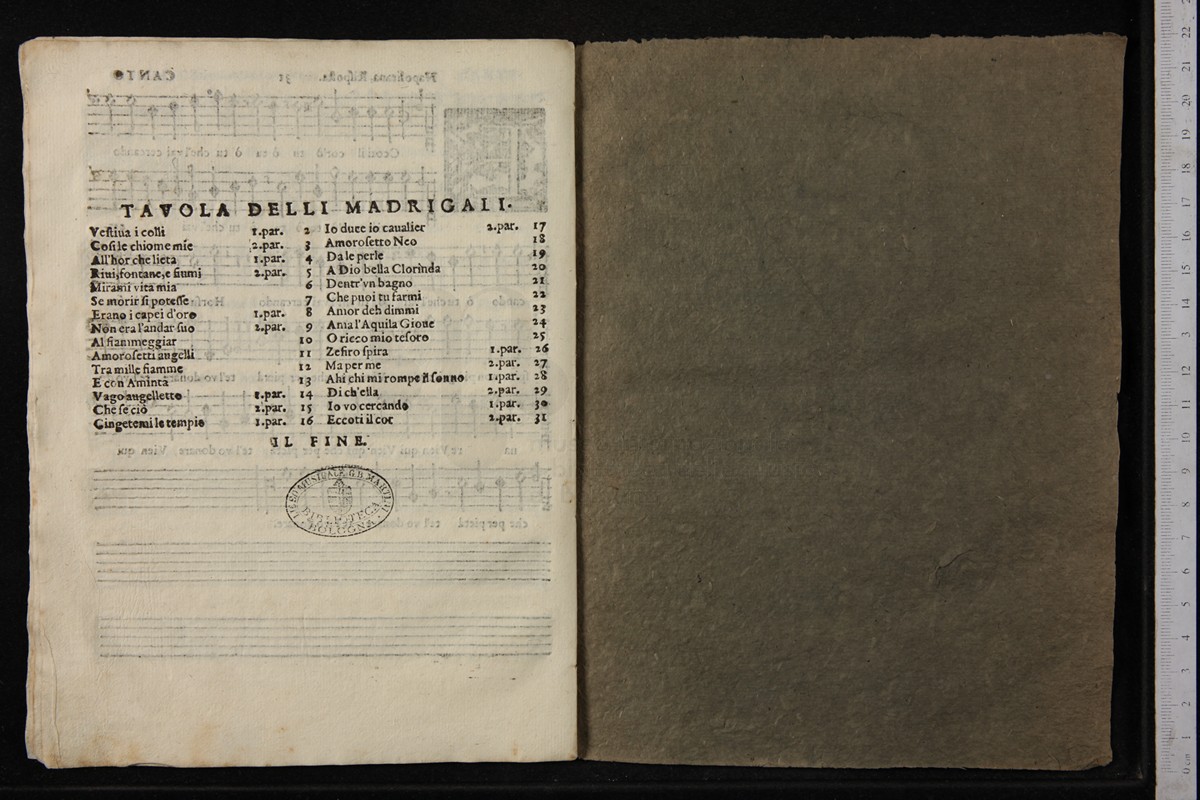 TAVOLA DELLI MADRIGALI.
Veſtiua i colli 1.par. 2
Coſi le chiome mie 2.par. 3
All'hor che lieta 1.par. 4
Riui, fontane, e fiumi 2.par. 5
Mirami vita mia 6
Se morir ſi poteſſe 7
Erano i capei d'oro 1.par. 8
Non era l'andar ſuo 2.par. 9
Al fiammeggiar 10
Amoroſetti augelli 11
Tra mille fiamme 12
E con Aminta 13
Vago augelletto 1.par. 14
Che ſe ciò 2.par. 15
Cingetemi le tempie 1.par. 16
Io duce io caualier 2.par. 17
Amoroſetto Neo 18
Da le perle 19
A Dio bella Clorinda 20
Dentr'vn bagno 21
Che puoi tu farmi 22
Amor deh dimmi 23
Ama l'Aquila Gioue 24
O ricco mio teſoro 25
Zefiro ſpira 1.par. 26
Ma per me 2.par. 27
Ahi chi mi rompe il ſonno 1.par. 28
Di ch'ella 2.par. 29
Io vo cercando 1.par. 30
Eccoti il cor 2.par. 31
IL FINE.
BIBLIOTECA
BOLOGNA